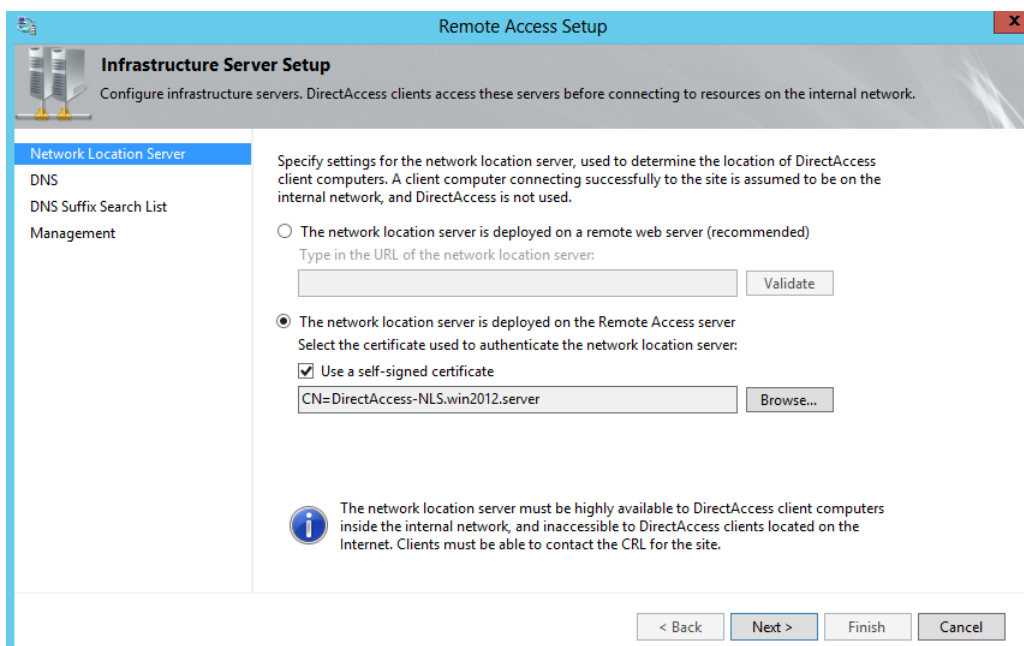 Remote Access Setup
x
Infrastructure Server Setup
Configure infrastructure servers. DirectAccess clients access these servers before connecting to resources on the internal network.
Network Location Server
DNS
DNS Suffix Search List
Management
Specify settings for the network location server, used to determine the location of DirectAccess
client computers. A client computer connecting successfully to the site is assumed to be on the
internal network, and DirectAccess is not used.
The network location server is deployed on a remote web server (recommended)
Type in the URL of the network location server:
Validate
The network location server is deployed on the Remote Access server
Select the certificate used to authenticate the network location server:
Use a self-signed certificate
CN=DirectAccess-NLS.win2012.server
Browse...
The network location server must be highly available to DirectAccess client computers
inside the internal network, and inaccessible to DirectAccess clients located on the
Internet. Clients must be able to contact the CRL for the site.
< Back
Next >
Finish
Cancel